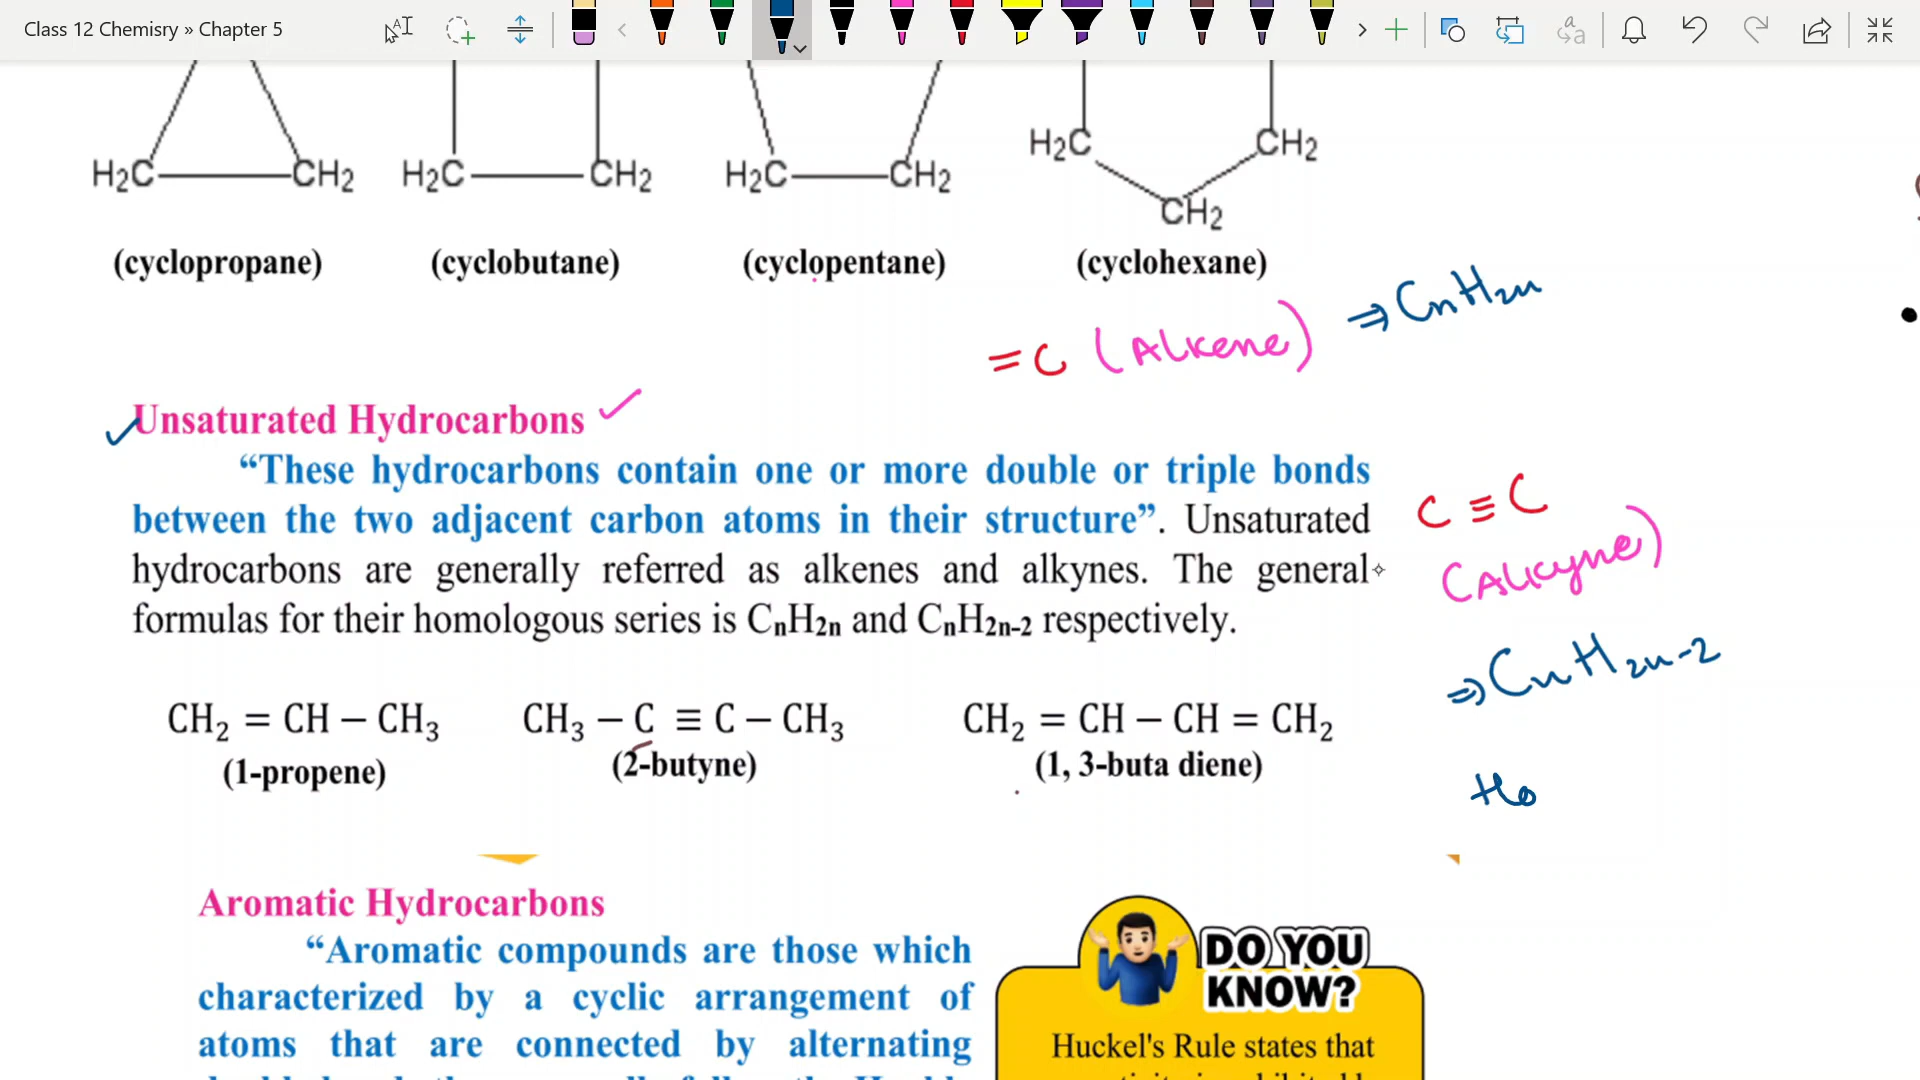 Class 12 Chemisry » Chapter 5
H2C CH2 H2C CH2 H2C CH2 H2C CH2
CH2
(cyclopropane) (cyclobutane) (cyclopentane) (cyclohexane)
⇒ CnH2n
= C (Alkene)
Unsaturated Hydrocarbons
“These hydrocarbons contain one or more double or triple bonds
between the two adjacent carbon atoms in their structure”. Unsaturated
hydrocarbons are generally referred as alkenes and alkynes. The general
formulas for their homologous series is CnH2n and CnH2n-2 respectively.
C ≡ C
(Alkyne)
⇒ CnH2n-2
CH2 = CH – CH3 CH3 – C ≡ C – CH3 CH2 = CH – CH = CH2
(1-propene) (2-butyne) (1, 3-buta diene)
Ho
Aromatic Hydrocarbons
“Aromatic compounds are those which
characterized by a cyclic arrangement of
atoms that are connected by alternating
DO YOU
KNOW?
Huckel's Rule states that